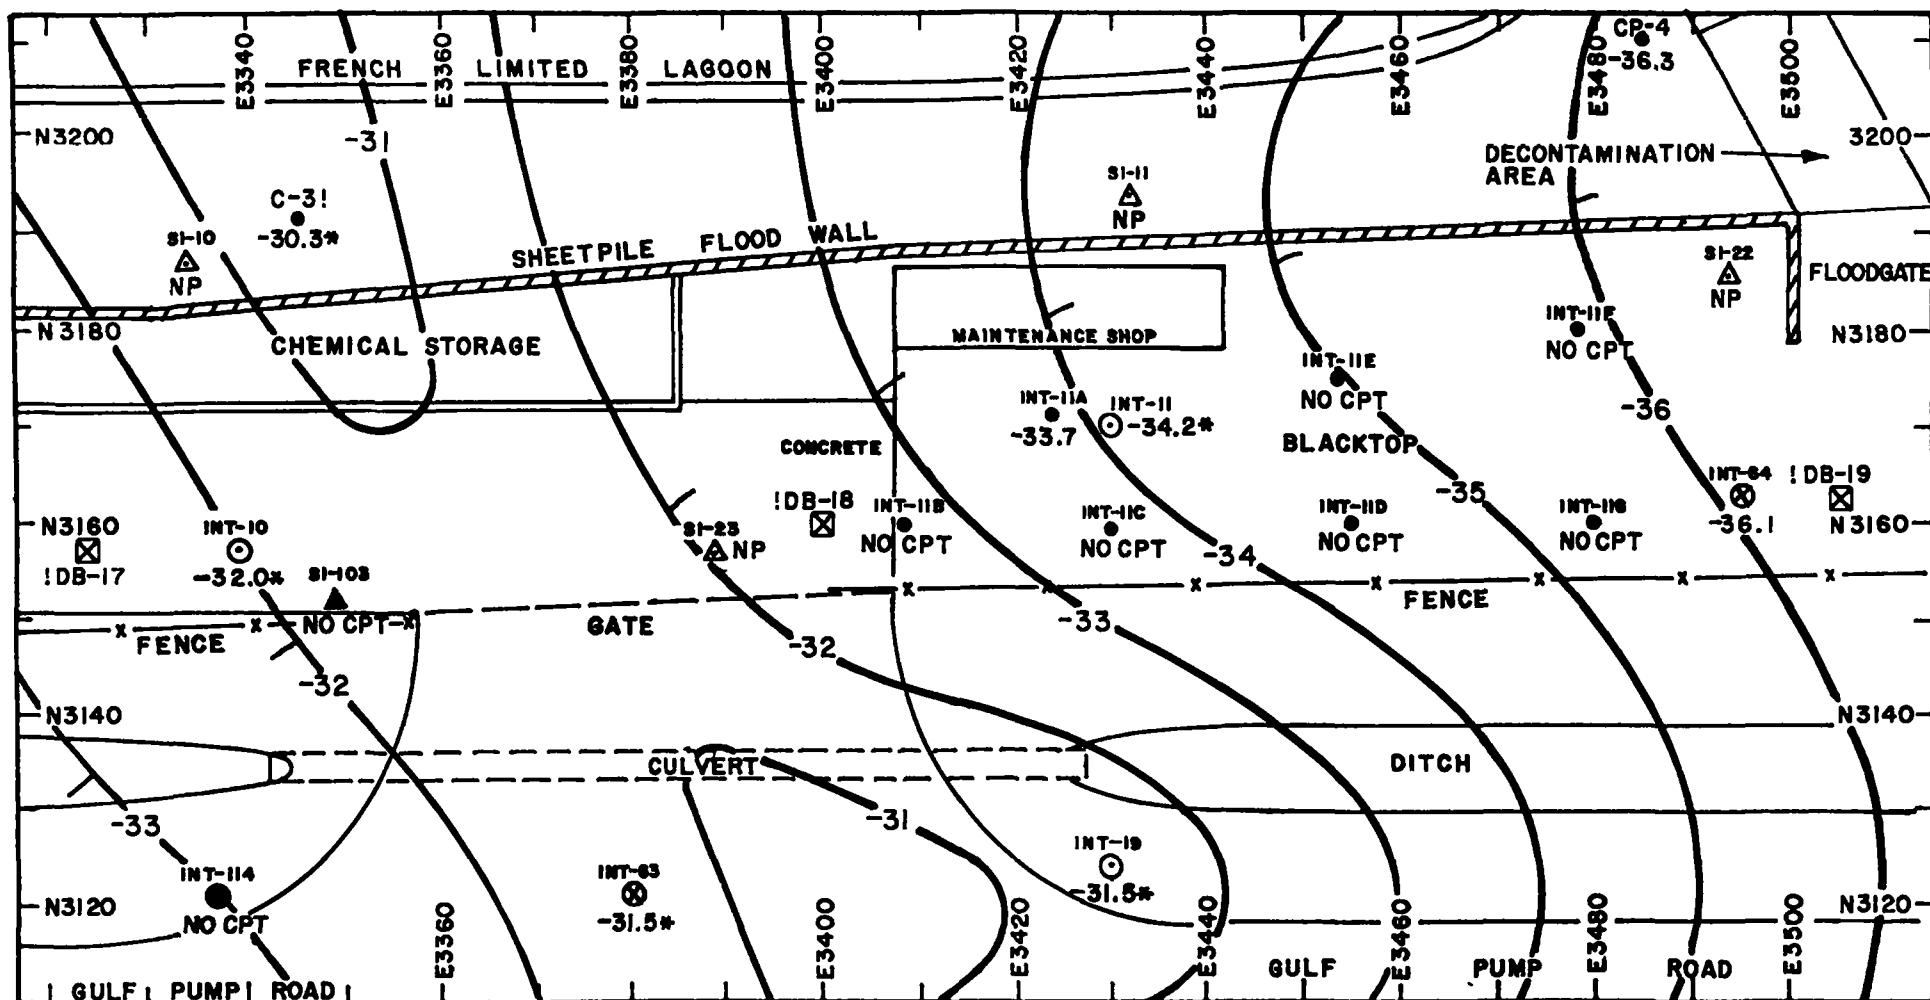 E3340
E3360
E3380
E3400
E3420
E3440
E3460
E3480
E3500
FRENCH LIMITED LAGOON
CP-4
-36.3
N3200
-31
3200
DECONTAMINATION
AREA
C-3!
-30.3*
SI-10
NP
SI-11
NP
SHEETPILE FLOOD WALL
SI-22
NP
FLOODGATE
N3180
CHEMICAL STORAGE
MAINTENANCE SHOP
INT-11F
NO CPT
N3180
INT-11E
NO CPT
INT-11A
-33.7
INT-11
-34.2*
-36
CONCRETE
BLACKTOP
-35
N3160
!DB-17
INT-10
-32.0*
SI-103
NO CPT
SI-23
NP
!DB-18
INT-11B
NO CPT
INT-11C
NO CPT
INT-11D
NO CPT
INT-11G
NO CPT
INT-64
-36.1
!DB-19
N3160
-34
FENCE
GATE
FENCE
-33
-32
-32
N3140
N3140
CULVERT
DITCH
-33
-31
INT-114
NO CPT
INT-63
-31.5*
INT-19
-31.5*
N3120
N3120
E3360
E3400
E3420
E3440
E3460
E3480
E3500
GULF PUMP ROAD
GULF PUMP ROAD